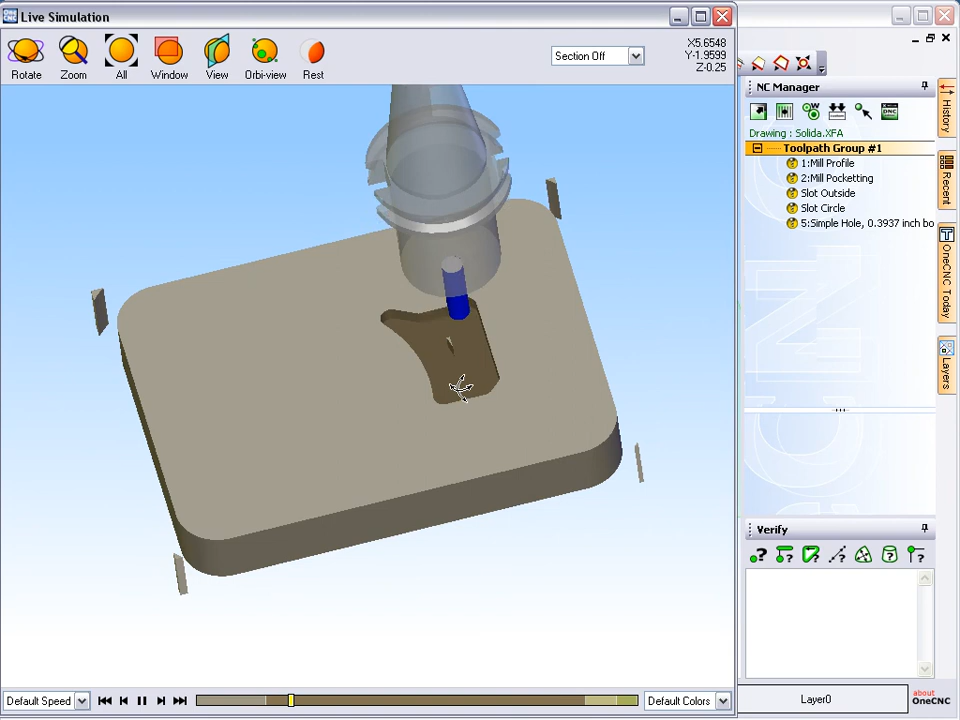 Live Simulation
Rotate
Zoom
All
Window
View
Orbi-view
Rest
Section Off
X5.6548
Y-1.9599
Z-0.25
NC Manager
Drawing : Solida.XFA
Toolpath Group #1
1:Mill Profile
2:Mill Pocketting
Slot Outside
Slot Circle
5:Simple Hole, 0.3937 inch bo
History
Recent
OneCNC Today
Layers
Verify
Default Speed
Default Colors
Layer0
about
OneCNC